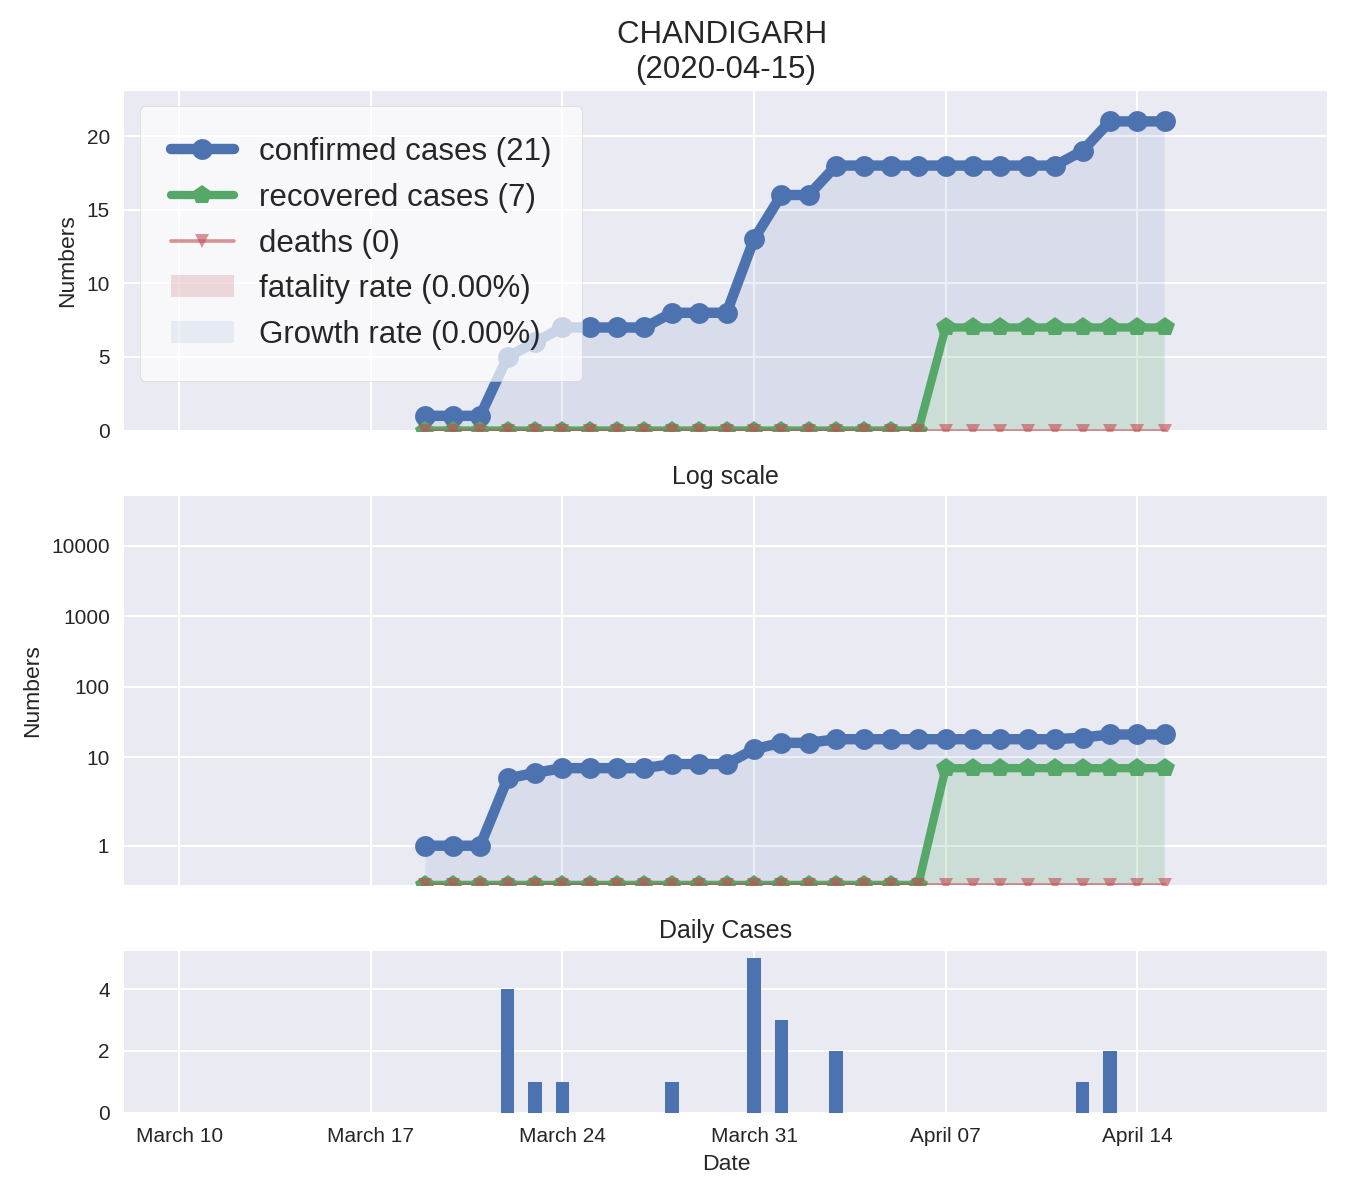 CHANDIGARH
(2020-04-15)
confirmed cases (21)
recovered cases (7)
deaths (0)
fatality rate (0.00%)
Growth rate (0.00%)
Numbers
20
15
10
5
0
Log scale
Numbers
10000
1000
100
10
1
Daily Cases
4
2
0
March 10
March 17
March 24
March 31
April 07
April 14
Date